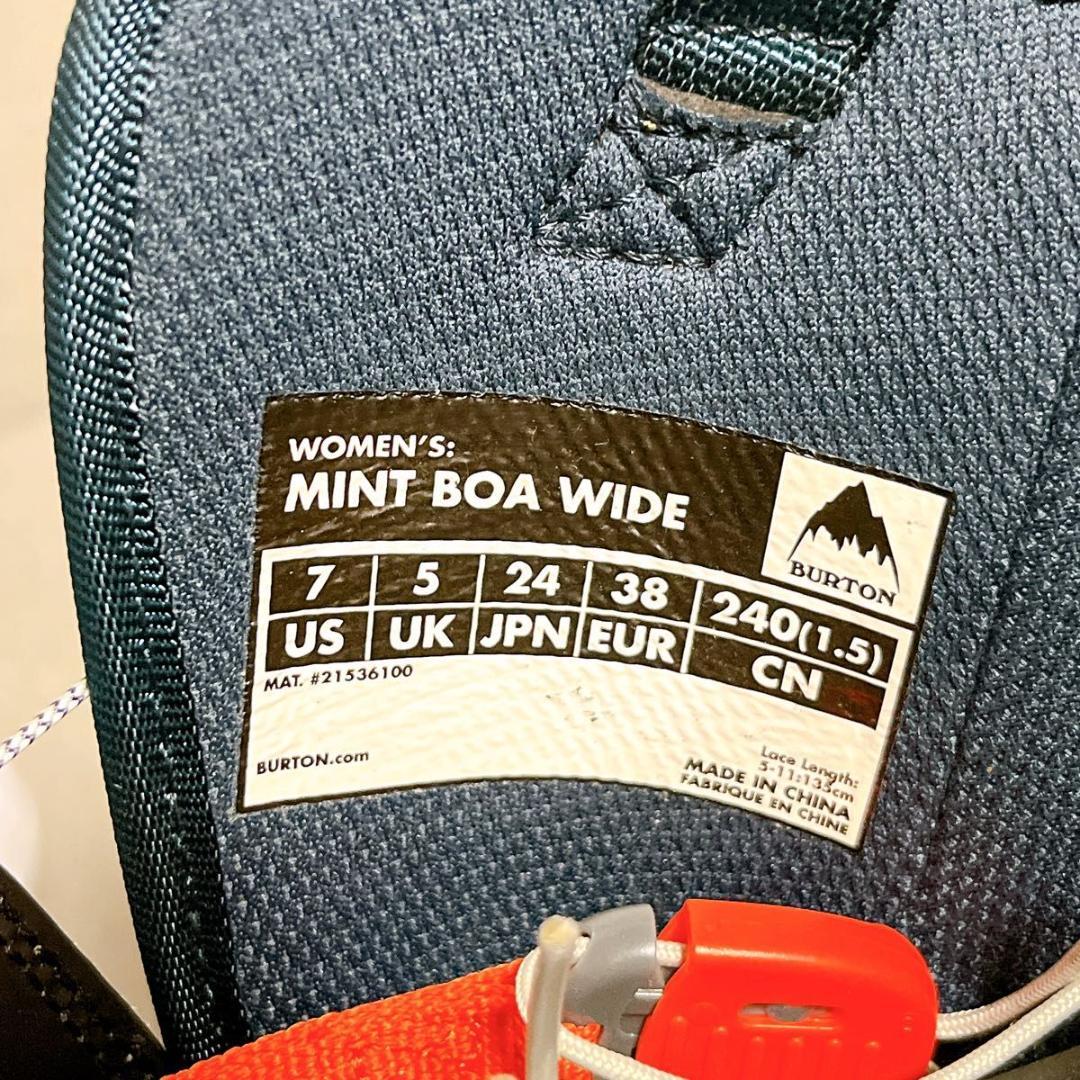 WOMEN'S:
MINT BOA WIDE
BURTON
7 5 24 38 240(1.5)
US UK JPN EUR CN
MAT. #21536100
BURTON.com
Lace Length:
5-11:135cm
MADE IN CHINA
FABRIQUE EN CHINE